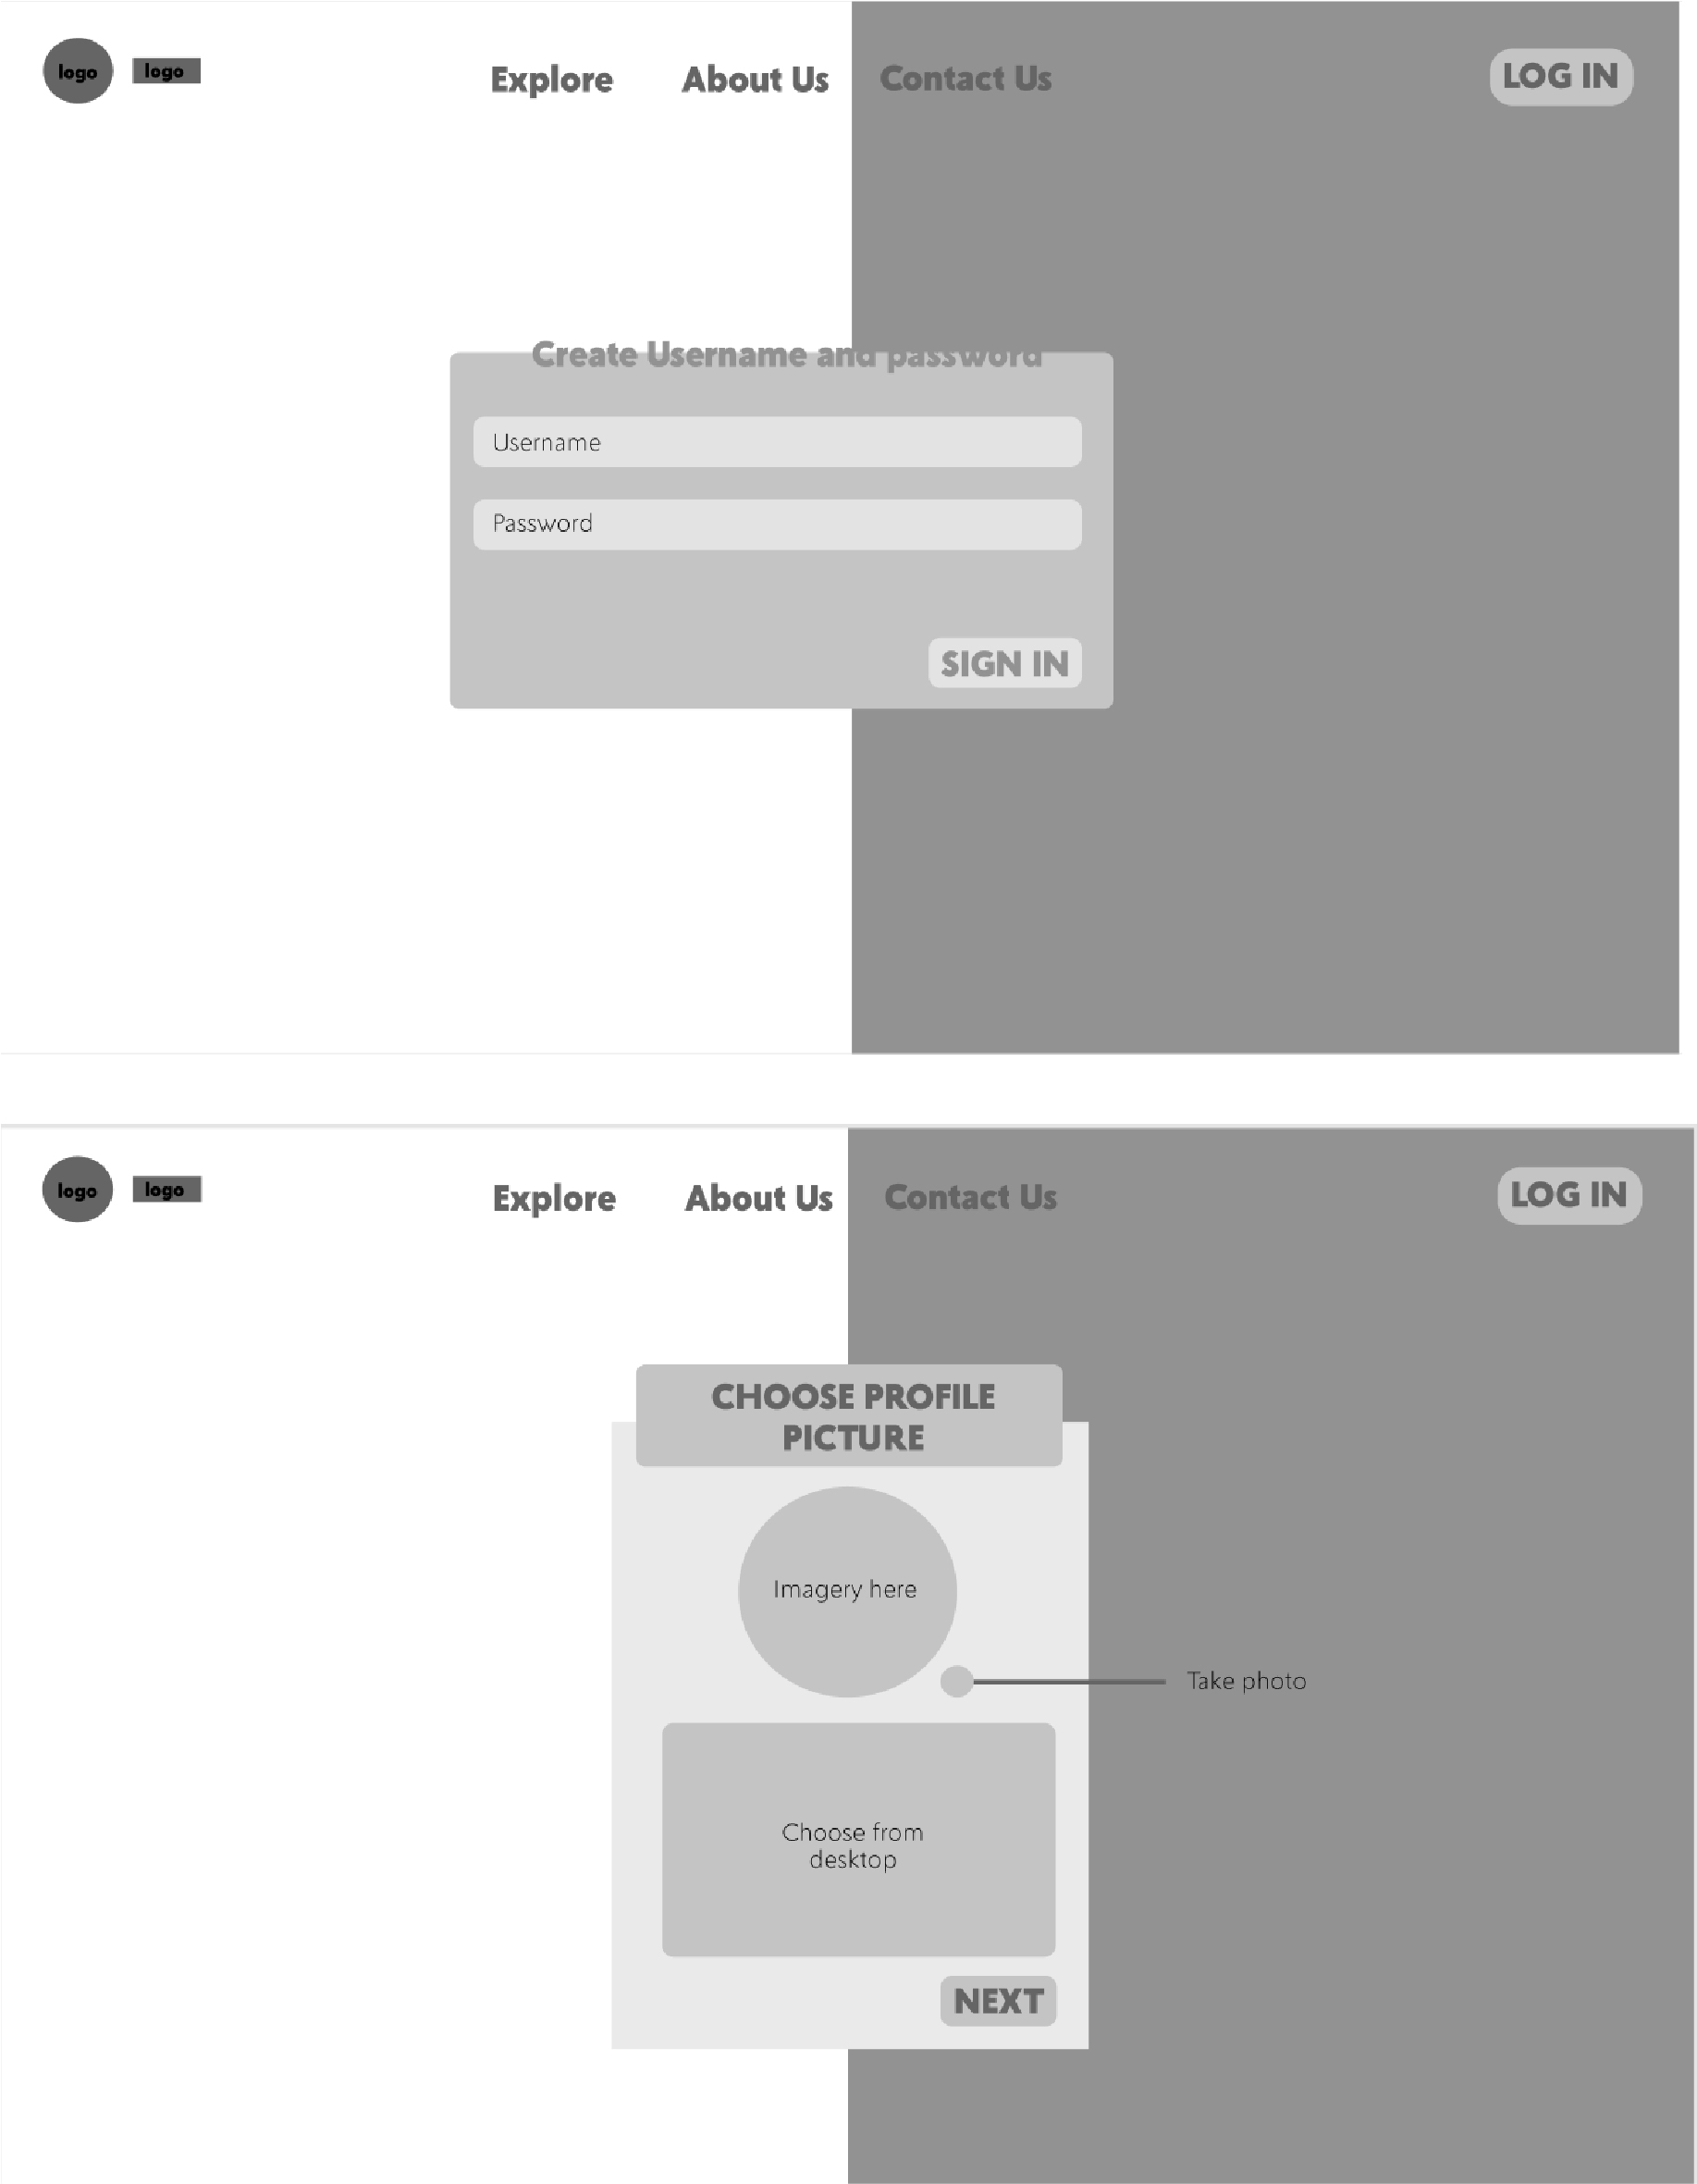 logo
logo
Explore
About Us
Contact Us
LOG IN
Create Username and password
Username
Password
SIGN IN
logo
logo
Explore
About Us
Contact Us
LOG IN
CHOOSE PROFILE
PICTURE
Imagery here
Take photo
Choose from
desktop
NEXT